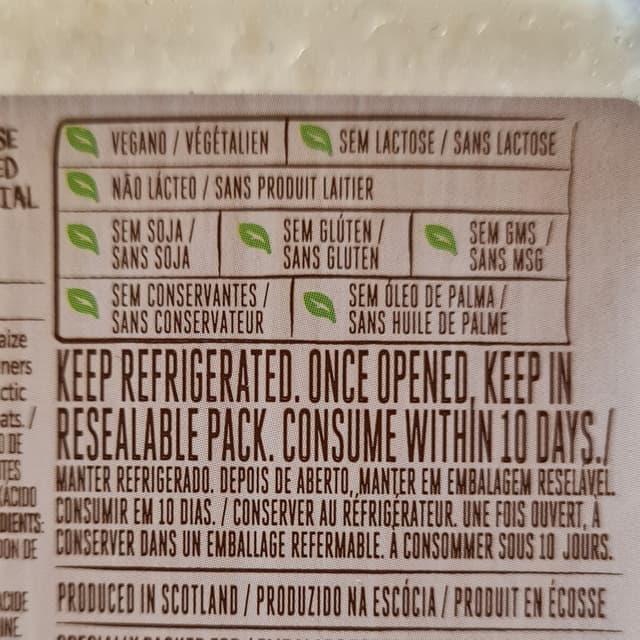 VEGANO / VÉGÉTALIEN
SEM LACTOSE / SANS LACTOSE
NÃO LÁCTEO / SANS PRODUIT LAITIER
SEM SOJA /
SANS SOJA
SEM GLÚTEN /
SANS GLUTEN
SEM GMS /
SANS MSG
SEM CONSERVANTES /
SANS CONSERVATEUR
SEM ÓLEO DE PALMA /
SANS HUILE DE PALME
KEEP REFRIGERATED. ONCE OPENED, KEEP IN
RESEALABLE PACK. CONSUME WITHIN 10 DAYS. /
MANTER REFRIGERADO. DEPOIS DE ABERTO, MANTER EM EMBALAGEM RESELÁVEL.
CONSUMIR EM 10 DIAS. / CONSERVER AU RÉFRIGÉRATEUR. UNE FOIS OUVERT, À
CONSERVER DANS UN EMBALLAGE REFERMABLE. À CONSOMMER SOUS 10 JOURS.
PRODUCED IN SCOTLAND / PRODUZIDO NA ESCÓCIA / PRODUIT EN ÉCOSSE